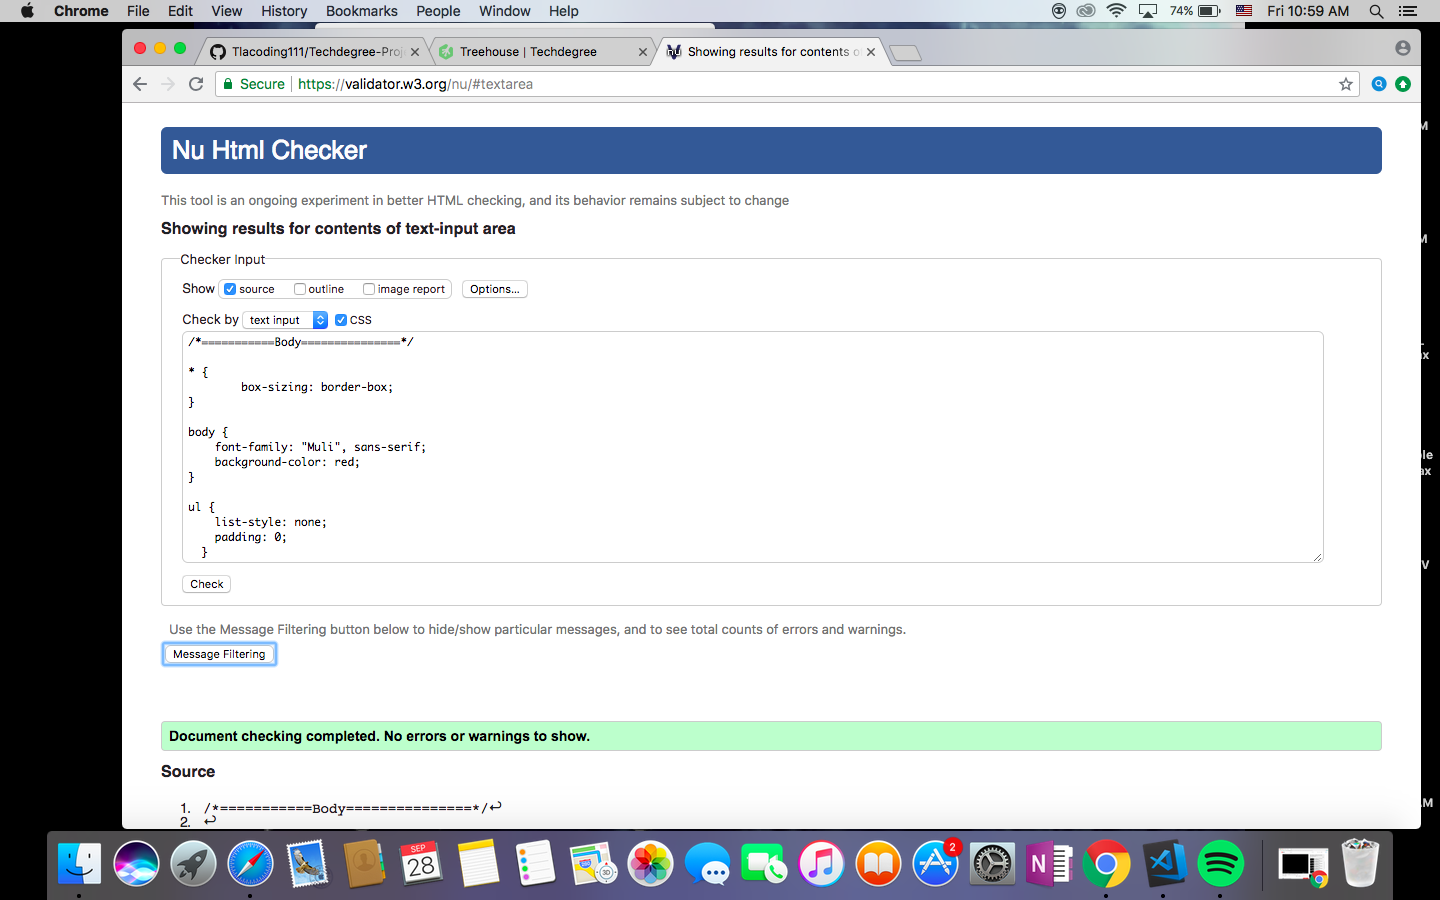 Chrome File Edit View History Bookmarks People Window Help 74% Fri 10:59 AM
Tlacoding111/Techdegree-Proj Treehouse | Techdegree Showing results for contents o
Secure https://validator.w3.org/nu/#textarea
Nu Html Checker
This tool is an ongoing experiment in better HTML checking, and its behavior remains subject to change
Showing results for contents of text-input area
Checker Input
Show source outline image report Options...
Check by text input CSS
/*===========Body===============*/
* {
box-sizing: border-box;
}
body {
font-family: "Muli", sans-serif;
background-color: red;
}
ul {
list-style: none;
padding: 0;
}
Check
Use the Message Filtering button below to hide/show particular messages, and to see total counts of errors and warnings.
Message Filtering
Document checking completed. No errors or warnings to show.
Source
1. /*===========Body===============*/↩
2. ↩
SEP
28
3D
2
N